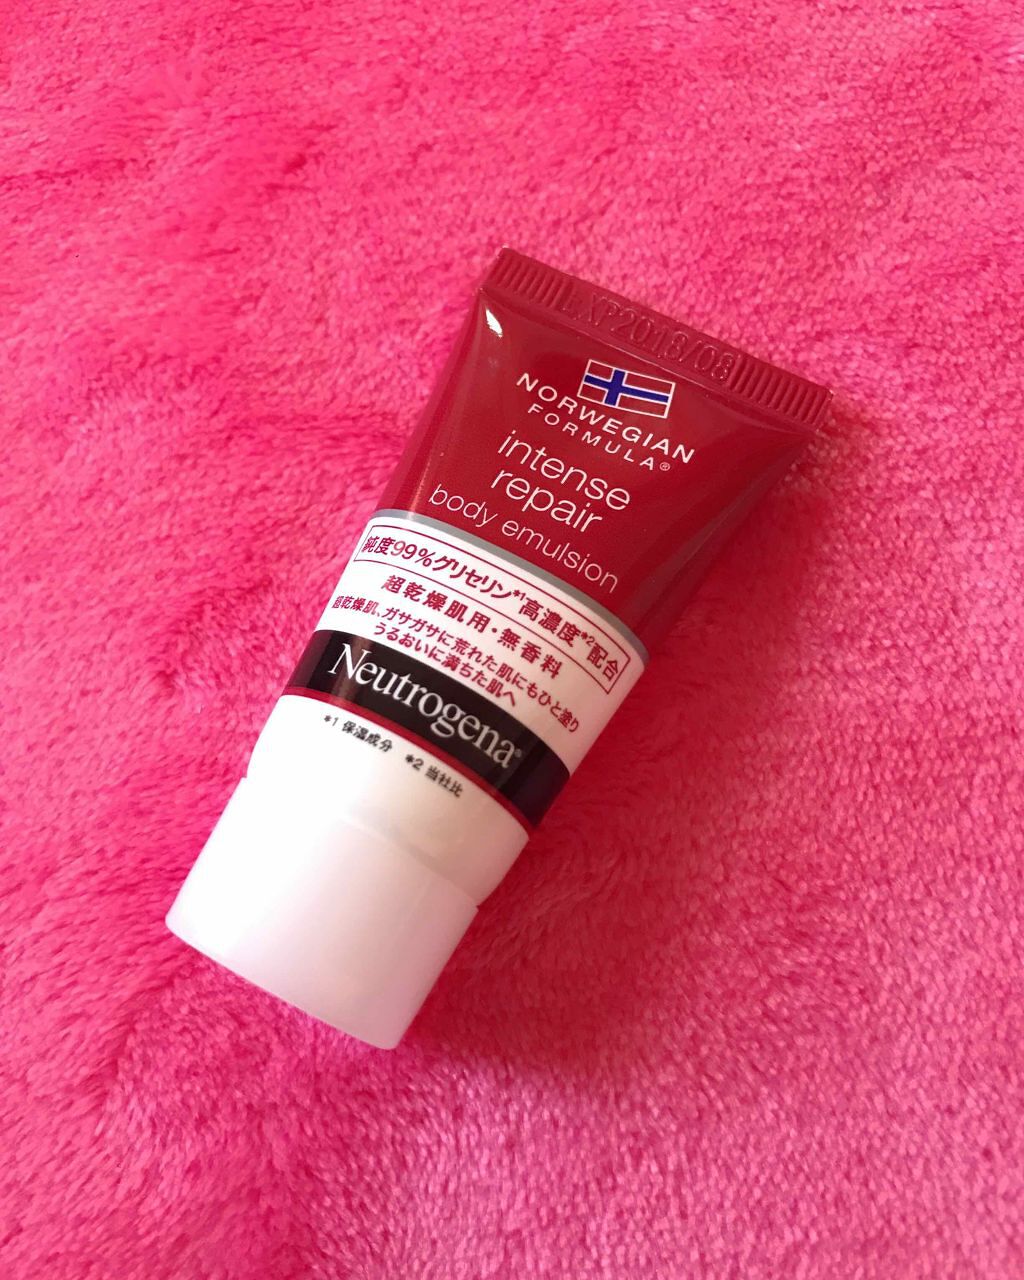 EXP2018/08
NORWEGIAN
FORMULA®
intense
repair
body emulsion
純度99%グリセリン*1高濃度*2配合
超乾燥肌用・無香料
超乾燥肌、ガサガサに荒れた肌にもひと塗り
うるおいに満ちた肌へ
Neutrogena®
*1 保湿成分 *2 当社比